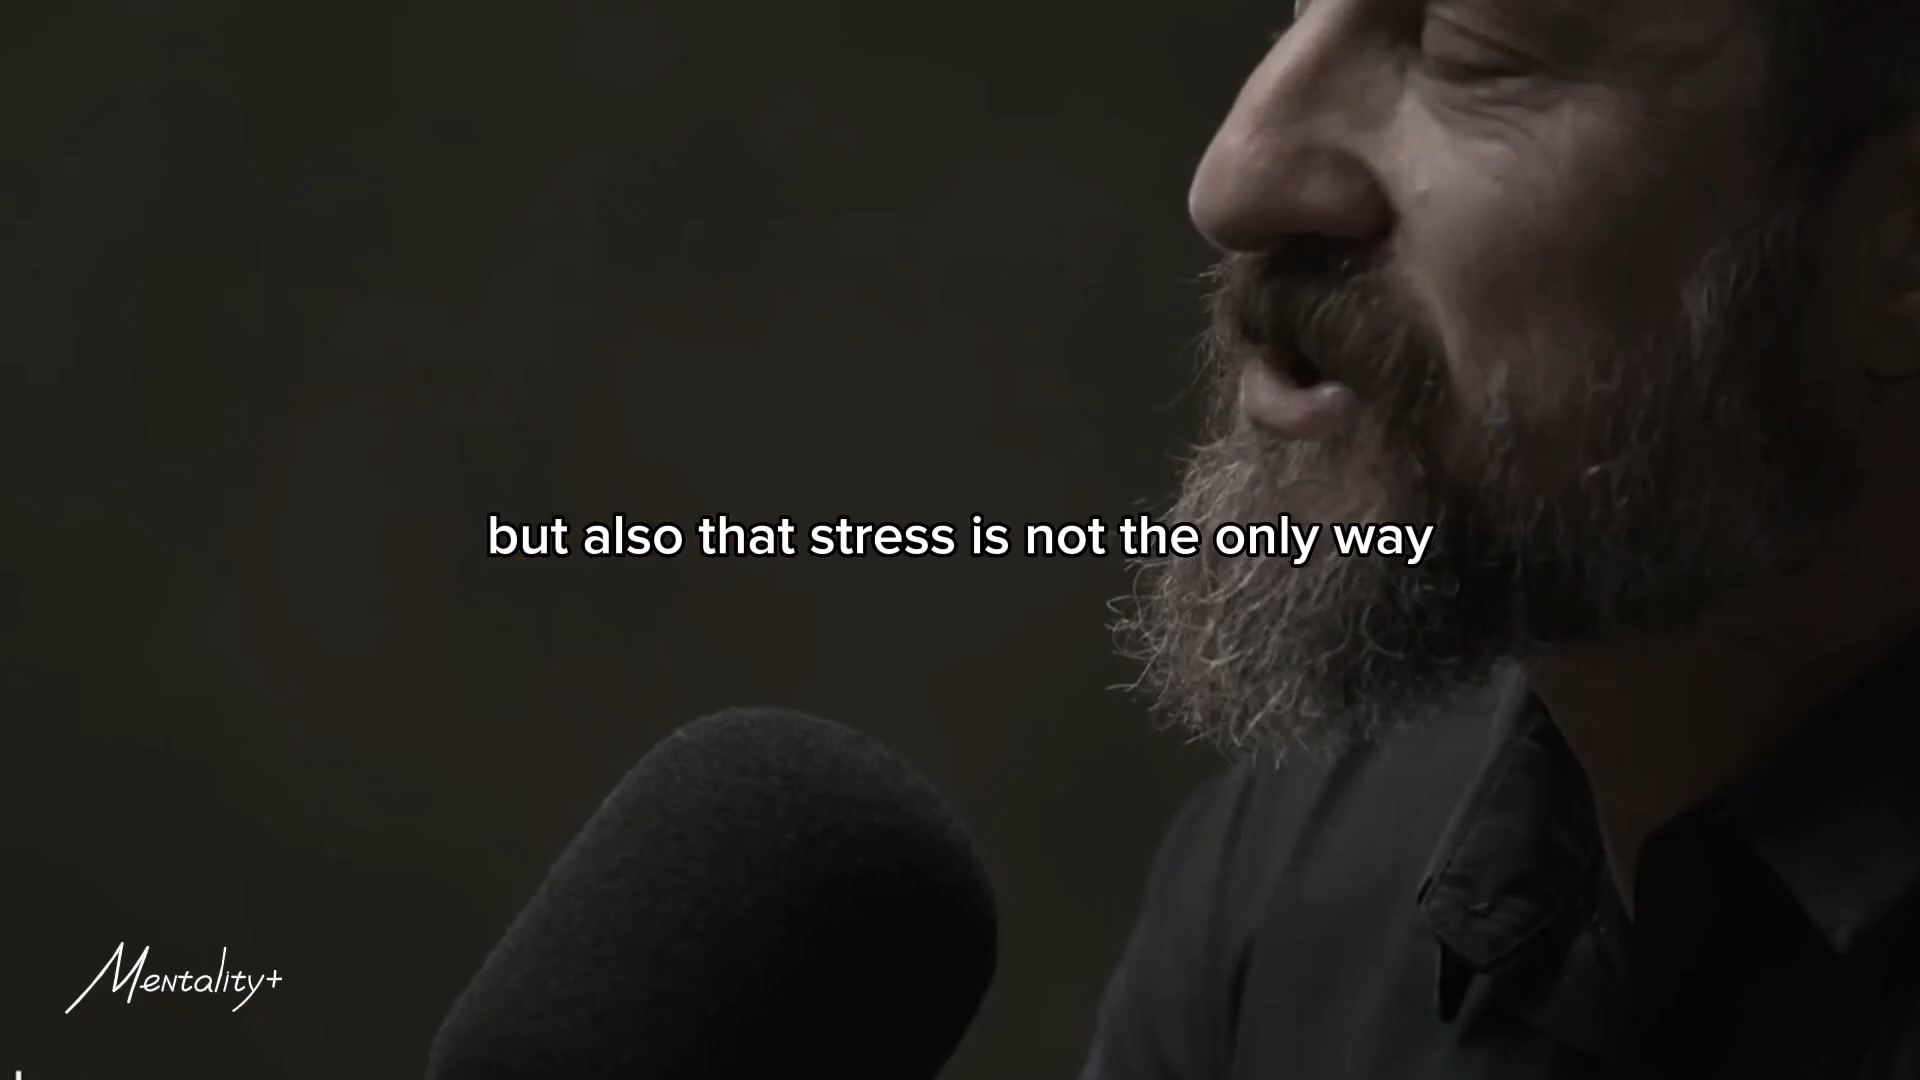 but also that stress is not the only way
Mentality+